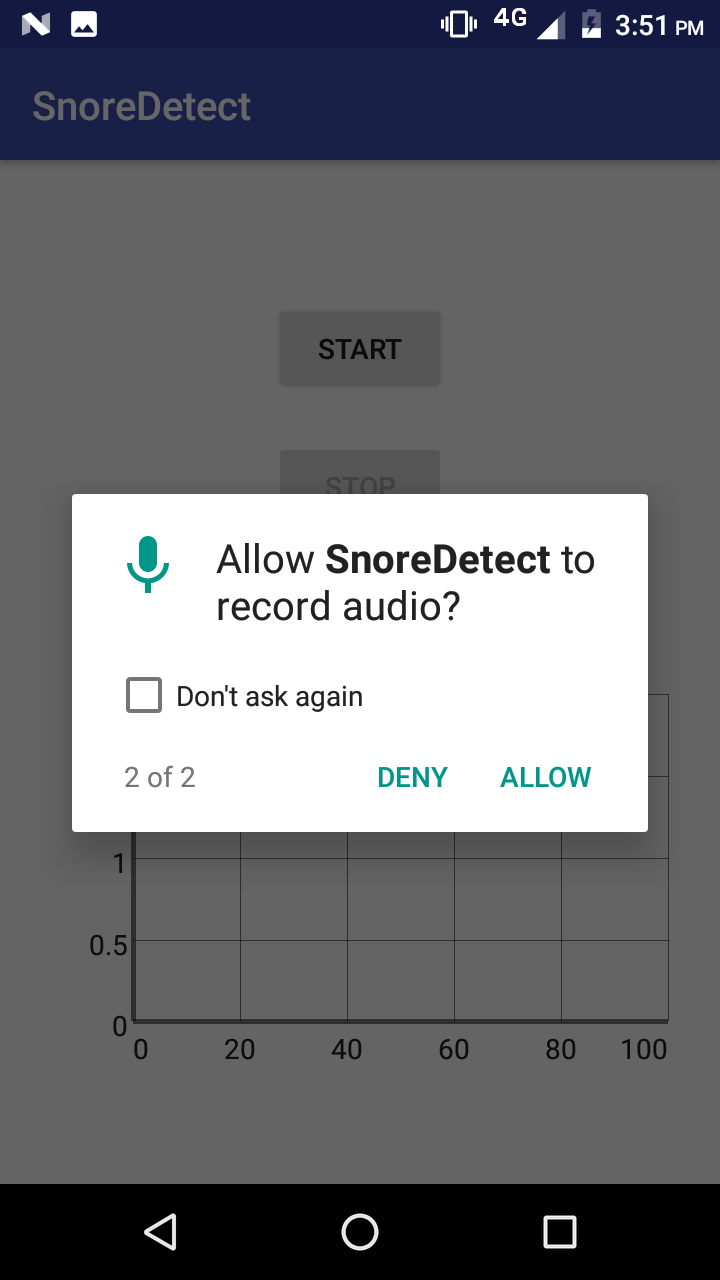 4G 3:51 PM
SnoreDetect
START
STOP
Allow SnoreDetect to
record audio?
Don't ask again
2 of 2 DENY ALLOW
1
0.5
0
0 20 40 60 80 100